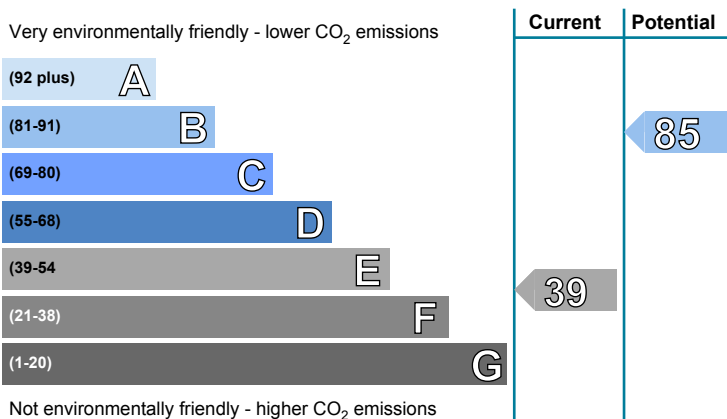 Current Potential
Very environmentally friendly - lower CO2 emissions
(92 plus) A
(81-91) B
85
(69-80) C
(55-68) D
(39-54 E
39
(21-38) F
(1-20) G
Not environmentally friendly - higher CO2 emissions